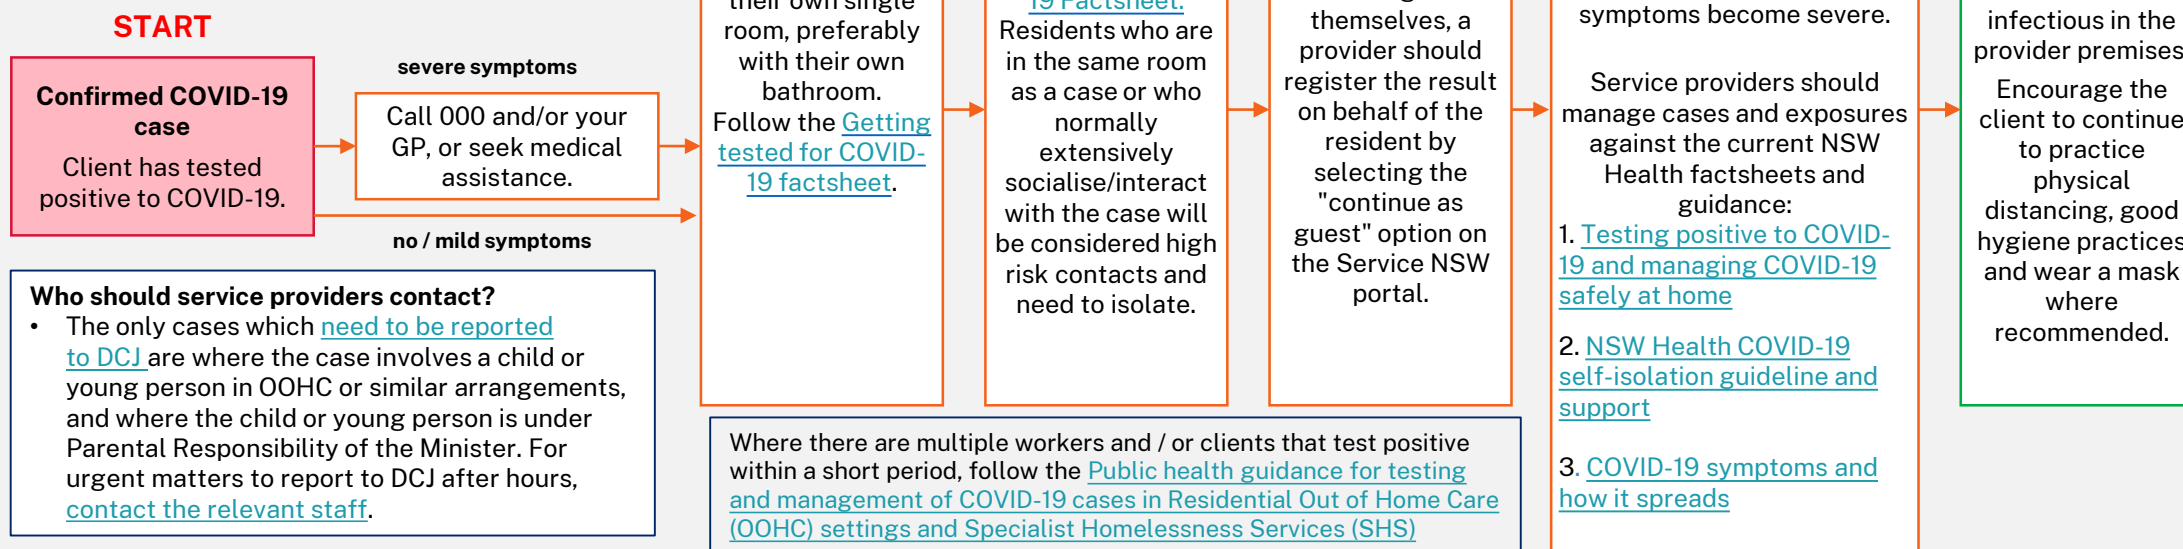 START
Confirmed COVID-19
case
Client has tested
positive to COVID-19.
severe symptoms
Call 000 and/or your
GP, or seek medical
assistance.
no / mild symptoms
Who should service providers contact?
• The only cases which need to be reported
to DCJ are where the case involves a child or
young person in OOHC or similar arrangements,
and where the child or young person is under
Parental Responsibility of the Minister. For
urgent matters to report to DCJ after hours,
contact the relevant staff.
their own single
room, preferably
with their own
bathroom.
Follow the Getting
tested for COVID-
19 factsheet.
19 Factsheet.
Residents who are
in the same room
as a case or who
normally
extensively
socialise/interact
with the case will
be considered high
risk contacts and
need to isolate.
themselves, a
provider should
register the result
on behalf of the
resident by
selecting the
"continue as
guest" option on
the Service NSW
portal.
Where there are multiple workers and / or clients that test positive
within a short period, follow the Public health guidance for testing
and management of COVID-19 cases in Residential Out of Home Care
(OOHC) settings and Specialist Homelessness Services (SHS)
symptoms become severe.
Service providers should
manage cases and exposures
against the current NSW
Health factsheets and
guidance:
1. Testing positive to COVID-
19 and managing COVID-19
safely at home
2. NSW Health COVID-19
self-isolation guideline and
support
3. COVID-19 symptoms and
how it spreads
infectious in the
provider premises
Encourage the
client to continue
to practice
physical
distancing, good
hygiene practices
and wear a mask
where
recommended.